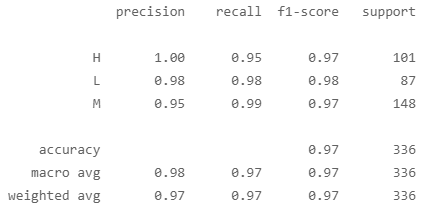 precision recall f1-score support
H 1.00 0.95 0.97 101
L 0.98 0.98 0.98 87
M 0.95 0.99 0.97 148
accuracy 0.97 336
macro avg 0.98 0.97 0.97 336
weighted avg 0.97 0.97 0.97 336